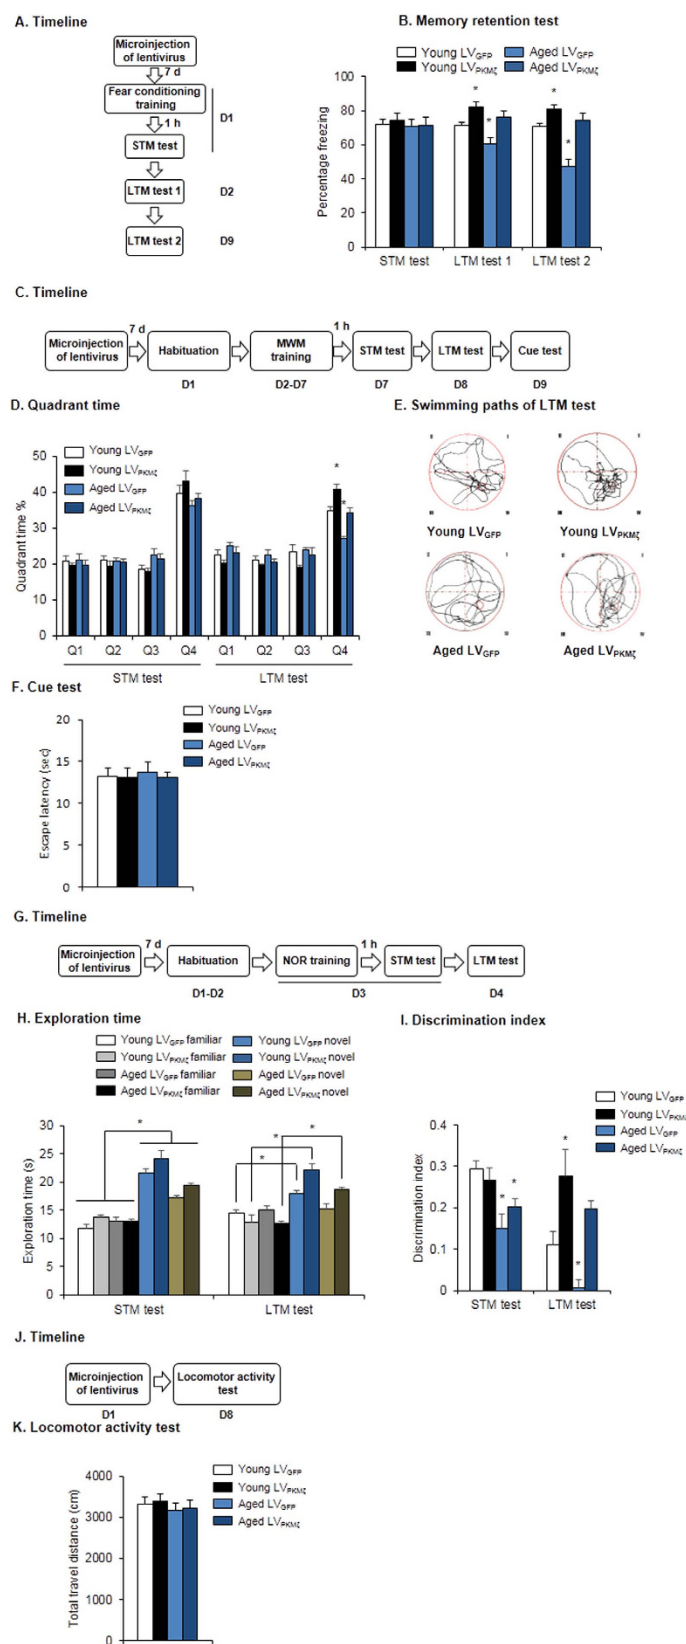 A. Timeline
Microinjection
of lentivirus
7 d
Fear conditioning
training
1 h
STM test
D1
LTM test 1
D2
LTM test 2
D9
B. Memory retention test
Young LVGFP
Aged LVGFP
Young LVPKMζ
Aged LVPKMζ
Percentage freezing
100
80
60
40
20
0
* * * *
STM test LTM test 1 LTM test 2
C. Timeline
Microinjection
of lentivirus
7 d
Habituation
MWM
training
1 h
STM test
LTM test
Cue test
D1 D2-D7 D7 D8 D9
D. Quadrant time
Young LVGFP
Young LVPKMζ
Aged LVGFP
Aged LVPKMζ
Quadrant time %
50
40
30
20
10
0
* *
Q1 Q2 Q3 Q4 Q1 Q2 Q3 Q4
STM test LTM test
E. Swimming paths of LTM test
Young LVGFP
Young LVPKMζ
Aged LVGFP
Aged LVPKMζ
F. Cue test
Young LVGFP
Young LVPKMζ
Aged LVGFP
Aged LVPKMζ
Escape latency (sec)
20
15
10
5
0
G. Timeline
Microinjection
of lentivirus
7 d
Habituation
NOR training
1 h
STM test
LTM test
D1-D2 D3 D4
H. Exploration time
Young LVGFP familiar
Young LVGFP novel
Young LVPKMζ familiar
Young LVPKMζ novel
Aged LVGFP familiar
Aged LVGFP novel
Aged LVPKMζ familiar
Aged LVPKMζ novel
Exploration time (s)
30
25
20
15
10
5
0
* * * *
STM test LTM test
I. Discrimination index
Young LVGFP
Young LVPKMζ
Aged LVGFP
Aged LVPKMζ
Discrimination index
0.4
0.3
0.2
0.1
0
* * * *
STM test LTM test
J. Timeline
Microinjection
of lentivirus
Locomotor activity
test
D1 D8
K. Locomotor activity test
Young LVGFP
Young LVPKMζ
Aged LVGFP
Aged LVPKMζ
Total travel distance (cm)
4000
3000
2000
1000
0